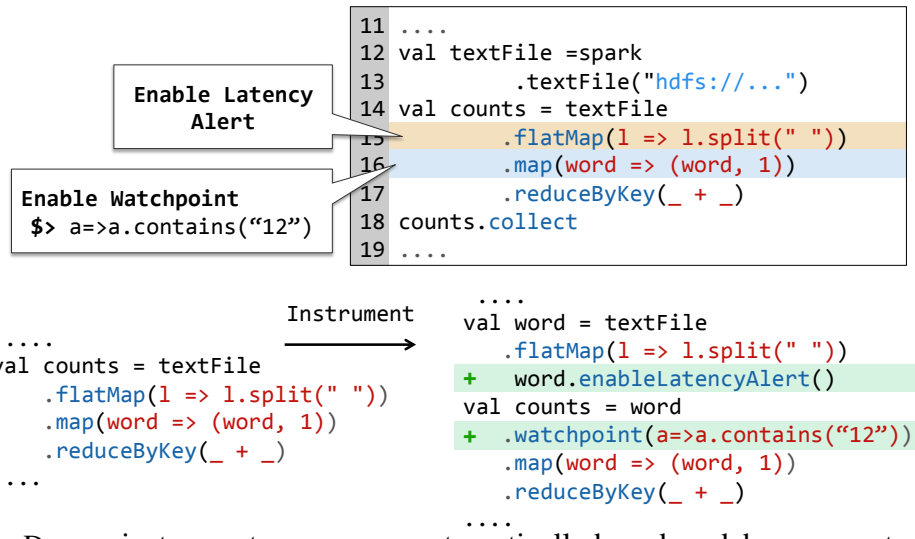 11 ....
12 val textFile =spark
13 .textFile("hdfs://...")
14 val counts = textFile
15 .flatMap(l => l.split(" "))
16 .map(word => (word, 1))
17 .reduceByKey(_ + _)
18 counts.collect
19 ....
Enable Latency
Alert
Enable Watchpoint
$> a=>a.contains(“12”)
....
val counts = textFile
.flatMap(l => l.split(" "))
.map(word => (word, 1))
.reduceByKey(_ + _)
...
Instrument
....
val word = textFile
.flatMap(l => l.split(" "))
+ word.enableLatencyAlert()
val counts = word
+ .watchpoint(a=>a.contains(“12”))
.map(word => (word, 1))
.reduceByKey(_ + _)
....